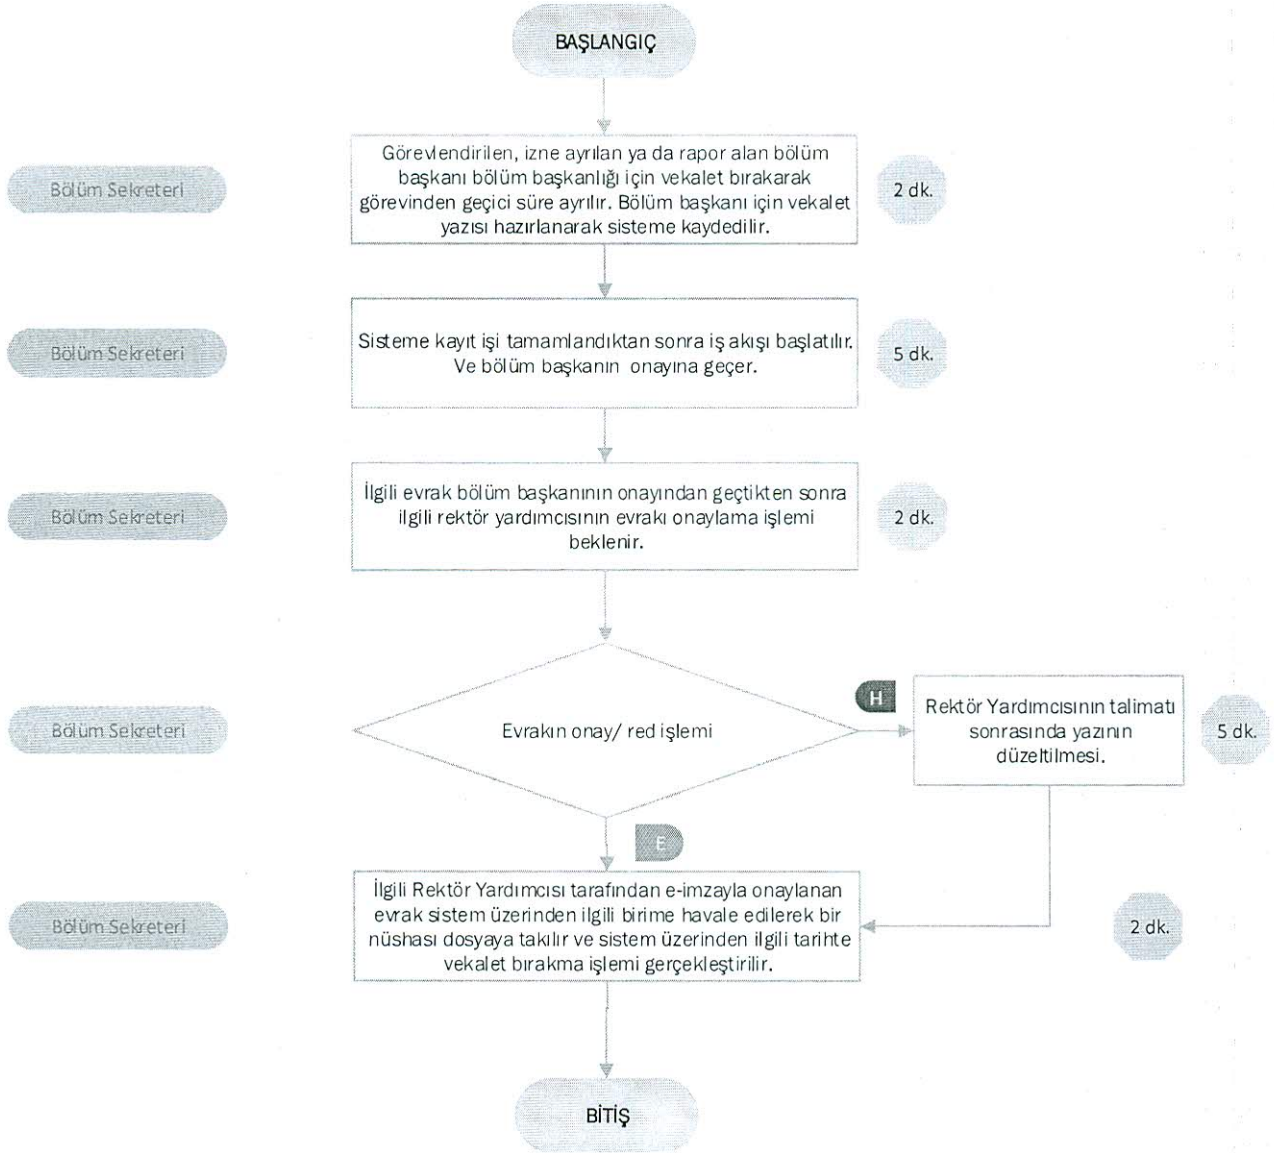 BAŞLANGIÇ
Bölüm Sekreteri
Görevlendirilen, izne ayrılan ya da rapor alan bölüm
başkanı bölüm başkanlığı için vekalet bırakarak
görevinden geçici süre ayrılır. Bölüm başkanı için vekalet
yazısı hazırlanarak sisteme kaydedilir.
2 dk.
Bölüm Sekreteri
Sisteme kayıt işi tamamlandıktan sonra iş akışı başlatılır.
Ve bölüm başkanın onayına geçer.
5 dk.
Bölüm Sekreteri
İlgili evrak bölüm başkanının onayından geçtikten sonra
ilgili rektör yardımcısının evrakı onaylama işlemi
beklenir.
2 dk.
Bölüm Sekreteri
Evrakın onay/ red işlemi
H
Rektör Yardımcısının talimatı
sonrasında yazının
düzeltilmesi.
5 dk.
E
Bölüm Sekreteri
İlgili Rektör Yardımcısı tarafından e-imzayla onaylanan
evrak sistem üzerinden ilgili birime havale edilerek bir
nüshası dosyaya takılır ve sistem üzerinden ilgili tarihte
vekalet bırakma işlemi gerçekleştirilir.
2 dk.
BİTİŞ